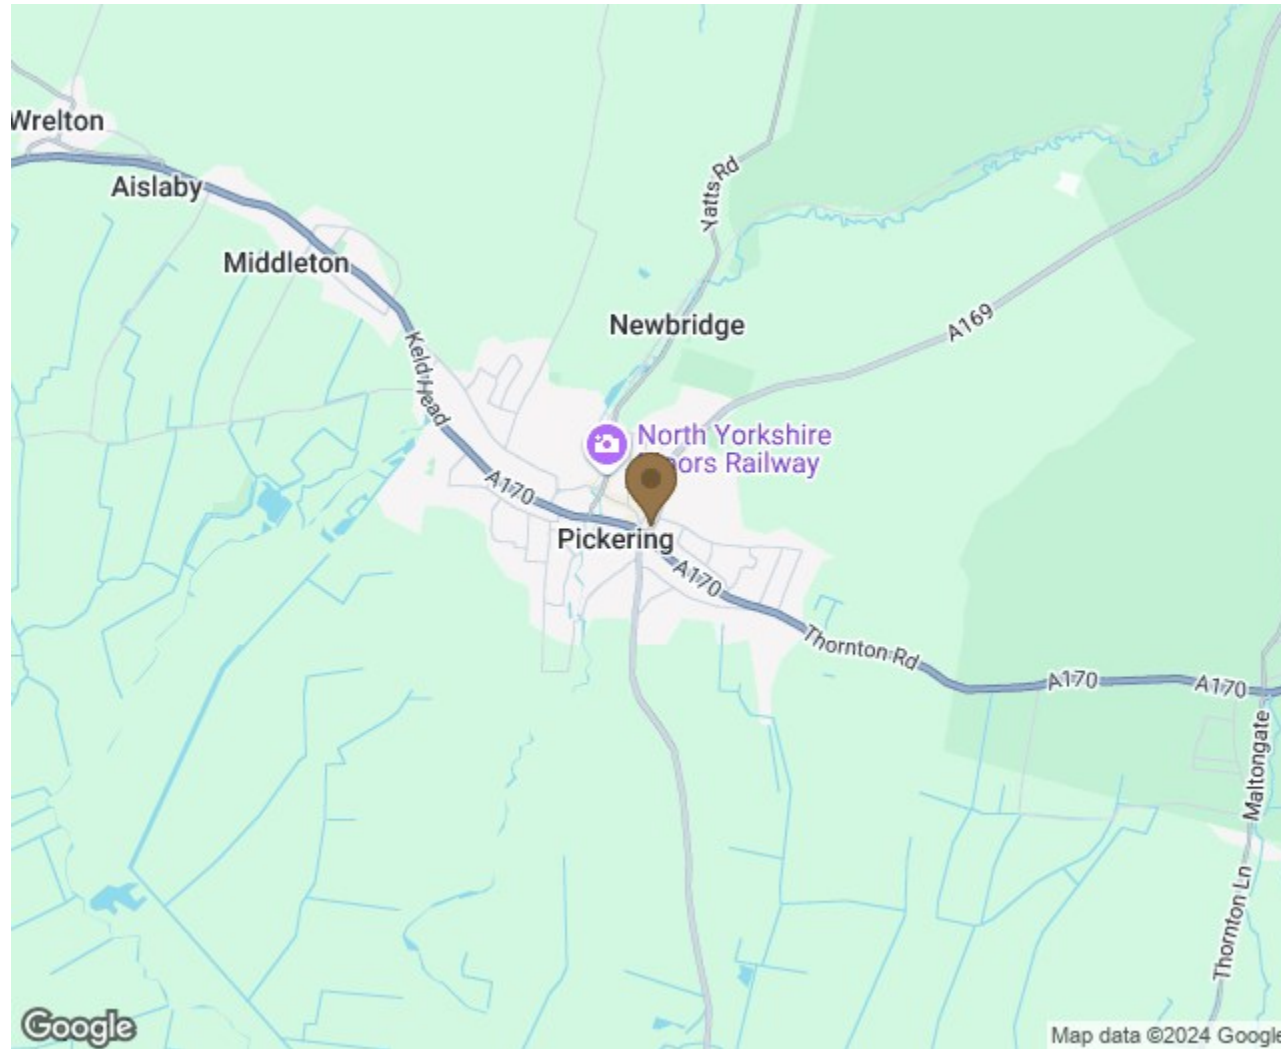 Wrelton
Aislaby
Middleton
Yatts Rd
Newbridge
A169
Keld Head
North Yorkshire
Moors Railway
A170
Pickering
A170
Thornton Rd
A170
A170
Maltongate
Thornton Ln
Google
Map data ©2024 Google